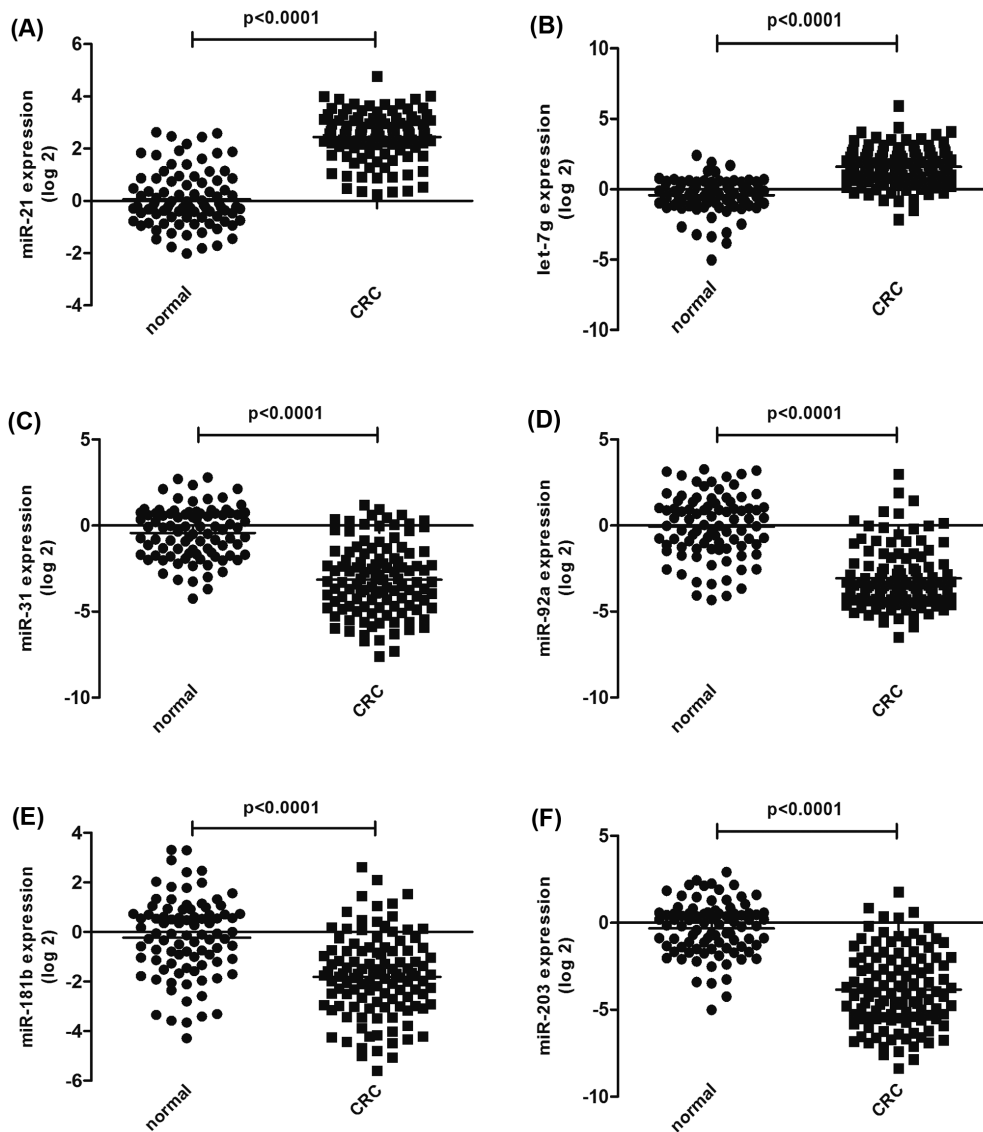 (A)
p<0.0001
6
4
2
0
-2
-4
miR-21 expression
(log 2)
normal
CRC
(B)
p<0.0001
10
5
0
-5
-10
let-7g expression
(log 2)
normal
CRC
(C)
p<0.0001
5
0
-5
-10
miR-31 expression
(log 2)
normal
CRC
(D)
p<0.0001
5
0
-5
-10
miR-92a expression
(log 2)
normal
CRC
(E)
p<0.0001
4
2
0
-2
-4
-6
miR-181b expression
(log 2)
normal
CRC
(F)
p<0.0001
5
0
-5
-10
miR-203 expression
(log 2)
normal
CRC